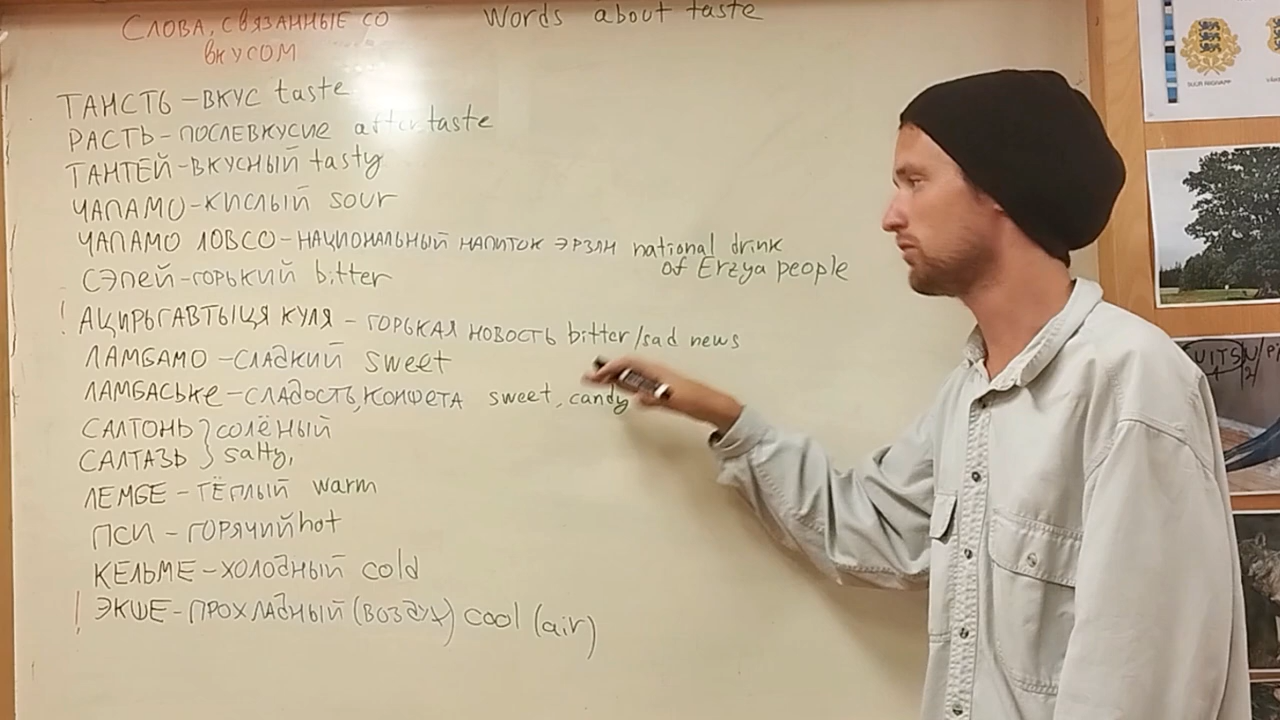 СЛОВА, СВЯЗАННЫЕ СО
ВКУСОМ
Words about taste
ТАНСТЬ – ВКУС taste
РАСТЬ – ПОСЛЕВКУСИЕ aftertaste
ТАНТЕЙ – ВКУСНЫЙ tasty
ЧАПАМО – КИСЛЫЙ sour
ЧАПАМО ЛОВСО – НАЦИОНАЛЬНЫЙ НАПИТОК ЭРЗЯН national drink
of Erzya people
СЭПЕЙ – ГОРЬКИЙ bitter
! АЦИРЬГАВТЫЦЯ КУЛЯ – ГОРЬКАЯ НОВОСТЬ bitter/sad news
ЛАМБАМО – СЛАДКИЙ sweet
ЛАМБАСЬКЕ – СЛАДОСТЬ, КОНФЕТА sweet, candy
САЛТОНЬ } СОЛЁНЫЙ
САЛТАЗЬ } salty,
ЛЕМБЕ – ТЁПЛЫЙ warm
ПСИ – ГОРЯЧИЙ hot
КЕЛЬМЕ – ХОЛОДНЫЙ cold
! ЭКШЕ – ПРОХЛАДНЫЙ (ВОЗДУХ) cool (air)
SUUR RIIGIVAPP